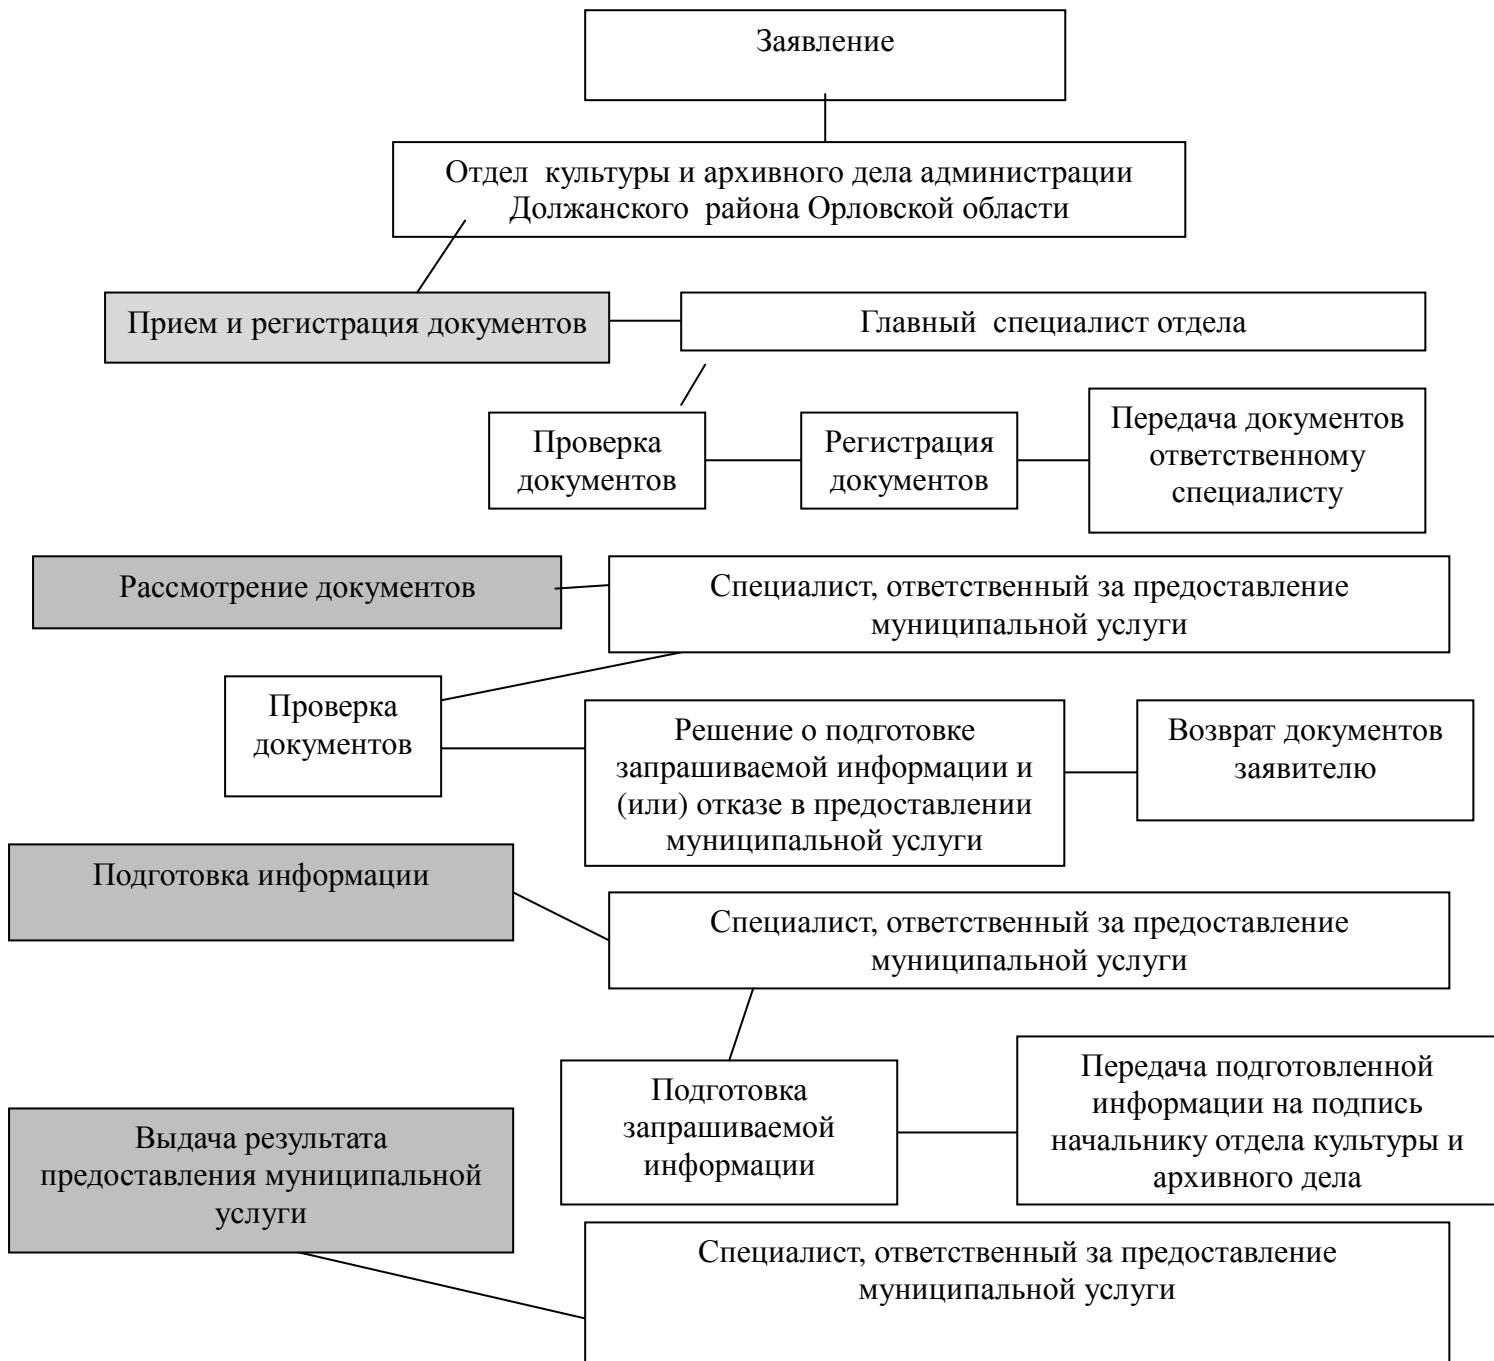 Заявление
Отдел культуры и архивного дела администрации
Должанского района Орловской области
Прием и регистрация документов
Главный специалист отдела
Проверка
документов
Регистрация
документов
Передача документов
ответственному
специалисту
Рассмотрение документов
Специалист, ответственный за предоставление
муниципальной услуги
Проверка
документов
Решение о подготовке
запрашиваемой информации и
(или) отказе в предоставлении
муниципальной услуги
Возврат документов
заявителю
Подготовка информации
Специалист, ответственный за предоставление
муниципальной услуги
Подготовка
запрашиваемой
информации
Передача подготовленной
информации на подпись
начальнику отдела культуры и
архивного дела
Выдача результата
предоставления муниципальной
услуги
Специалист, ответственный за предоставление
муниципальной услуги